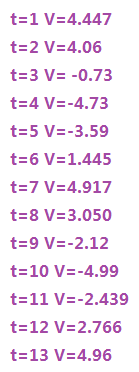 t=1 V=4.447
t=2 V=4.06
t=3 V= -0.73
t=4 V=-4.73
t=5 V=-3.59
t=6 V=1.445
t=7 V=4.917
t=8 V=3.050
t=9 V=-2.12
t=10 V=-4.99
t=11 V=-2.439
t=12 V=2.766
t=13 V=4.96